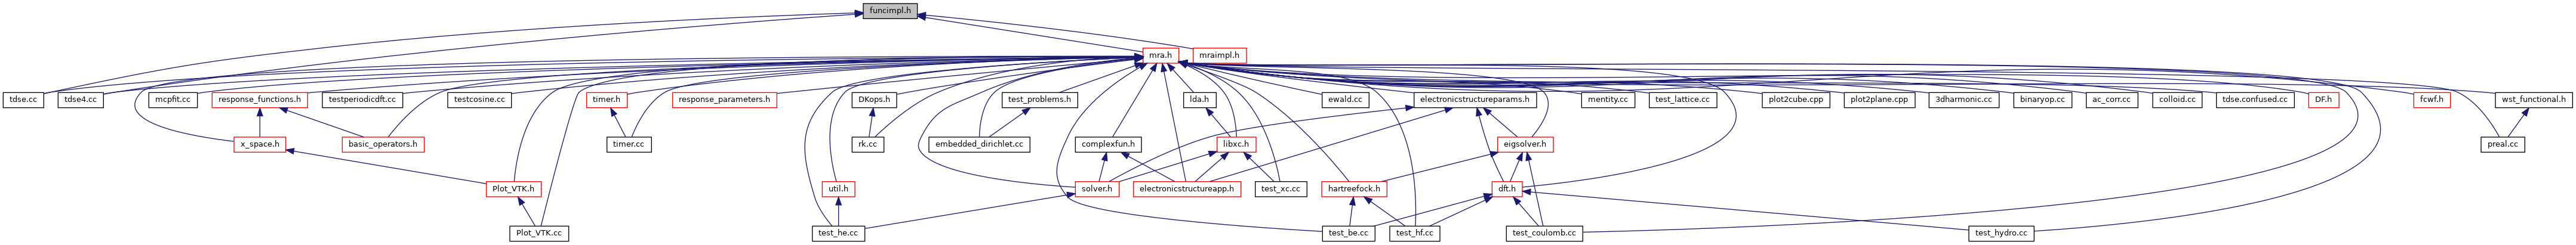 funcimpl.h
mra.h
mraimpl.h
tdse.cc
tdse4.cc
mcpfit.cc
response_functions.h
testperiodicdft.cc
testcosine.cc
timer.h
response_parameters.h
DKops.h
test_problems.h
lda.h
ewald.cc
electronicstructureparams.h
mentity.cc
test_lattice.cc
plot2cube.cpp
plot2plane.cpp
3dharmonic.cc
binaryop.cc
ac_corr.cc
colloid.cc
tdse.confused.cc
DF.h
fcwf.h
wst_functional.h
x_space.h
basic_operators.h
timer.cc
rk.cc
embedded_dirichlet.cc
complexfun.h
libxc.h
eigsolver.h
preal.cc
Plot_VTK.h
util.h
solver.h
electronicstructureapp.h
test_xc.cc
hartreefock.h
dft.h
Plot_VTK.cc
test_he.cc
test_be.cc
test_hf.cc
test_coulomb.cc
test_hydro.cc